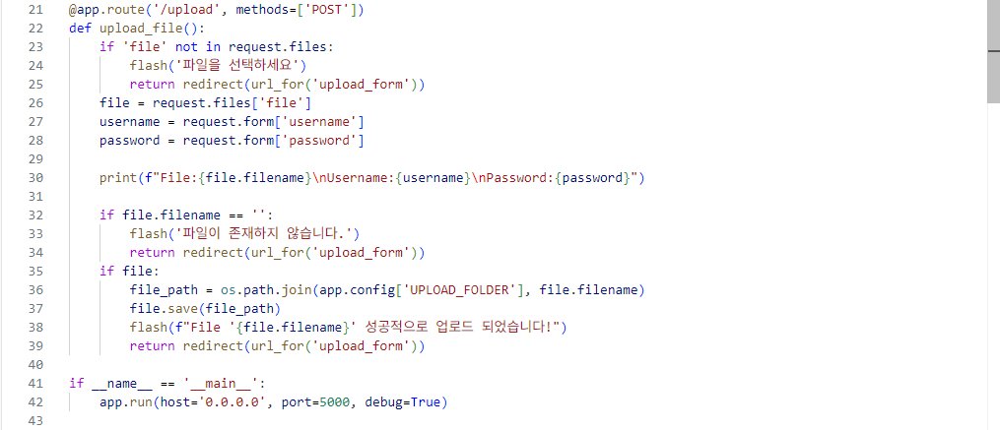 21 @app.route('/upload', methods=['POST'])
22 def upload_file():
23     if 'file' not in request.files:
24         flash('파일을 선택하세요')
25         return redirect(url_for('upload_form'))
26     file = request.files['file']
27     username = request.form['username']
28     password = request.form['password']
29
30     print(f"File:{file.filename}\nUsername:{username}\nPassword:{password}")
31
32     if file.filename == '':
33         flash('파일이 존재하지 않습니다.')
34         return redirect(url_for('upload_form'))
35     if file:
36         file_path = os.path.join(app.config['UPLOAD_FOLDER'], file.filename)
37         file.save(file_path)
38         flash(f"File '{file.filename}' 성공적으로 업로드 되었습니다!")
39         return redirect(url_for('upload_form'))
40
41 if __name__ == '__main__':
42     app.run(host='0.0.0.0', port=5000, debug=True)
43